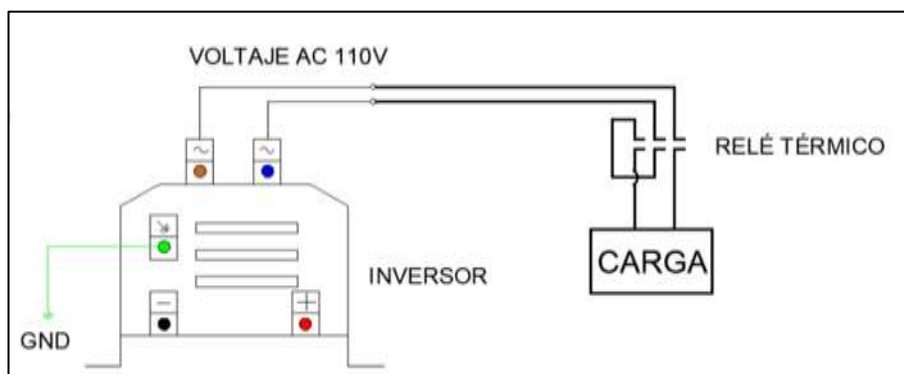 VOLTAJE AC 110V
~ ~
RELÉ TÉRMICO
CARGA
INVERSOR
− +
GND